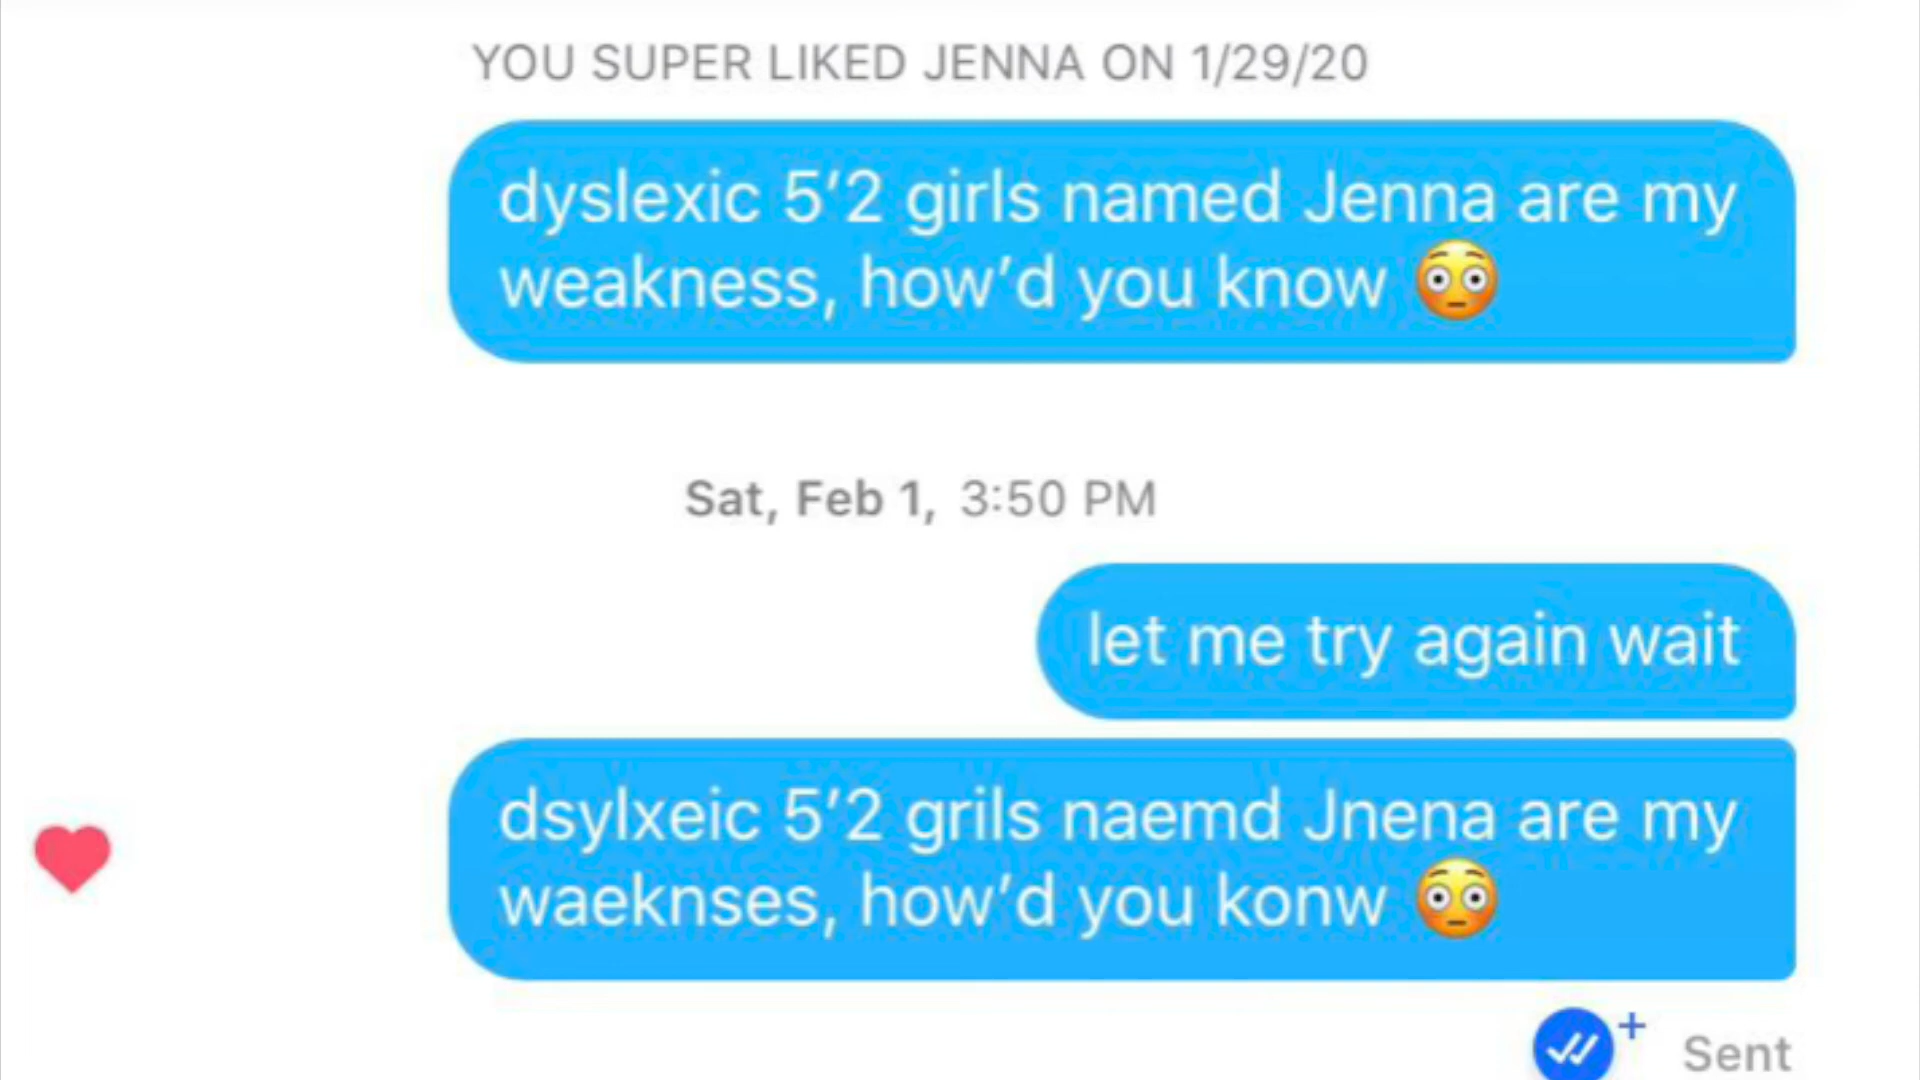 YOU SUPER LIKED JENNA ON 1/29/20
dyslexic 5'2 girls named Jenna are my
weakness, how'd you know 😳
Sat, Feb 1, 3:50 PM
let me try again wait
dsylxeic 5'2 grils naemd Jnena are my
waeknses, how'd you konw 😳
Sent